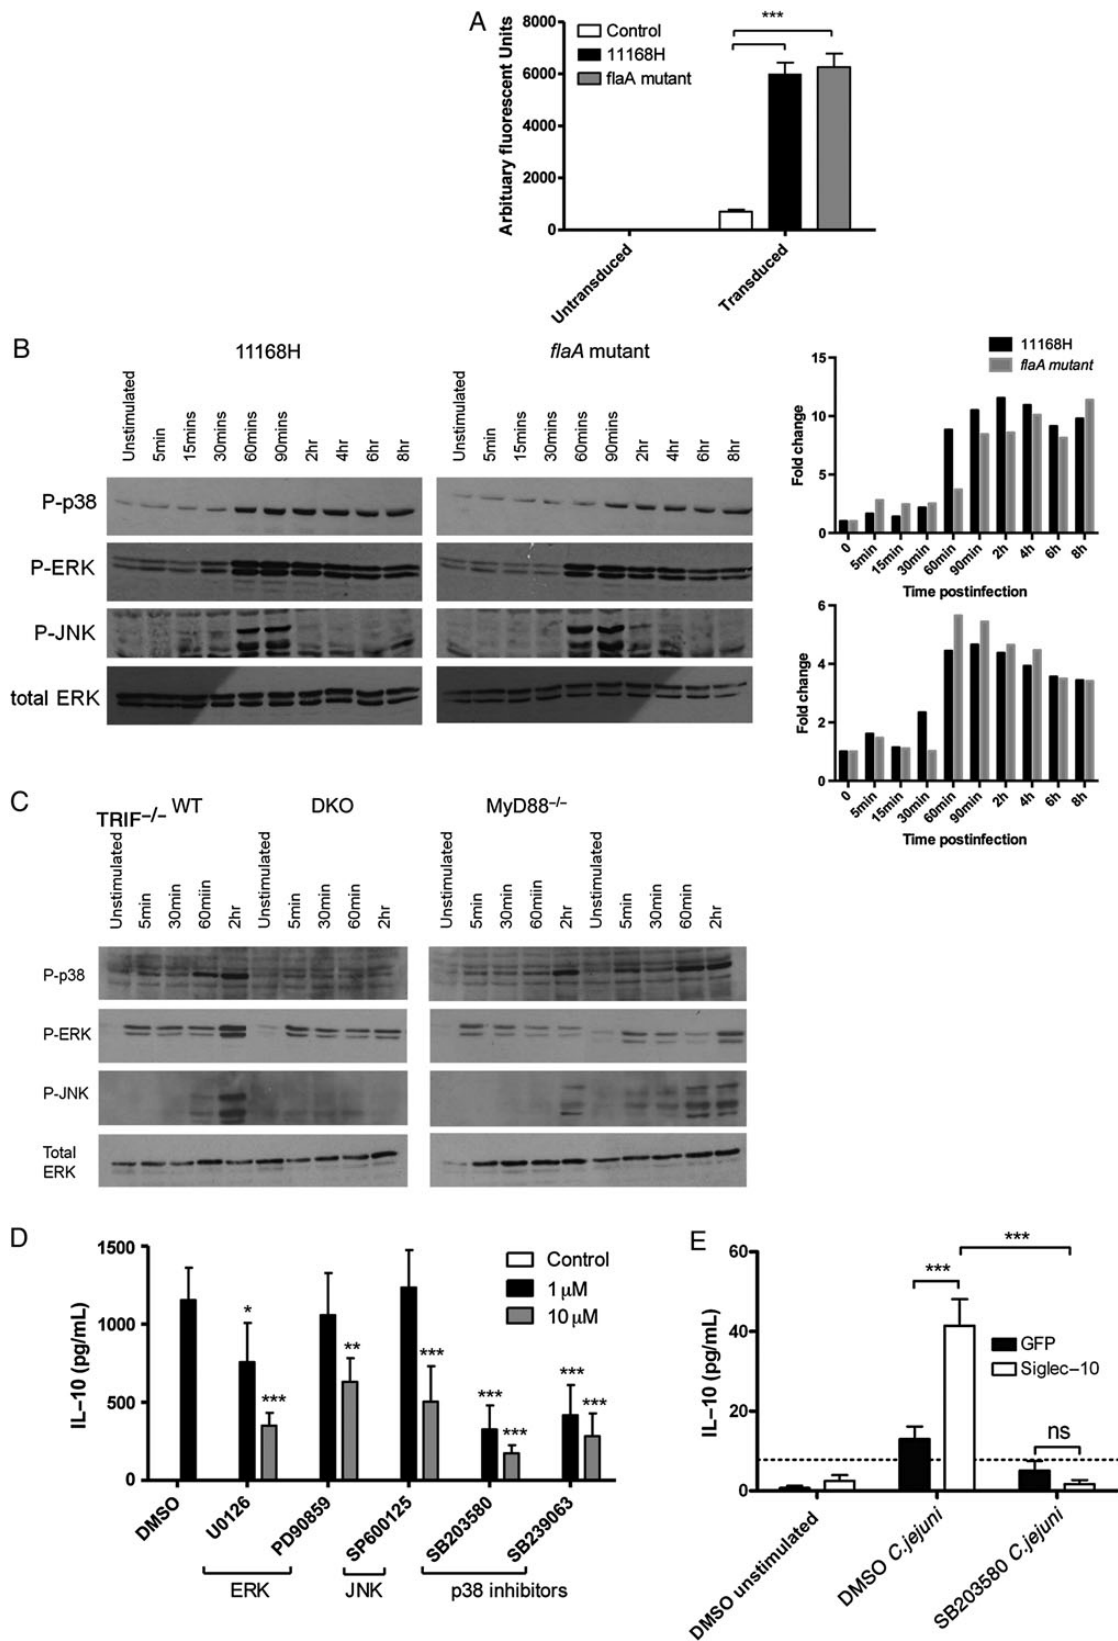 A
Arbituary fluorescent Units
8000
6000
4000
2000
0
Control
11168H
flaA mutant
***
Untransduced
Transduced
B
11168H
flaA mutant
Unstimulated
5min
15mins
30mins
60mins
90mins
2hr
4hr
6hr
8hr
Unstimulated
5min
15mins
30mins
60mins
90mins
2hr
4hr
6hr
8hr
P-p38
P-ERK
P-JNK
total ERK
11168H
flaA mutant
Fold change
15
10
5
0
0
5min
15min
30min
60min
90min
2h
4h
6h
8h
Time postinfection
Fold change
6
4
2
0
0
5min
15min
30min
60min
90min
2h
4h
6h
8h
Time postinfection
C
TRIF–/– WT
DKO
MyD88–/–
Unstimulated
5min
30min
60miin
2hr
Unstimulated
5min
30min
60min
2hr
Unstimulated
5min
30min
60min
2hr
Unstimulated
5min
30min
60min
2hr
P-p38
P-ERK
P-JNK
Total
ERK
D
IL–10 (pg/mL)
1500
1000
500
0
Control
1 µM
10 µM
*
***
**
***
***
***
***
***
DMSO
U0126
PD90859
SP600125
SB203580
SB239063
ERK
JNK
p38 inhibitors
E
IL–10 (pg/mL)
60
40
20
0
***
***
GFP
Siglec–10
ns
DMSO unstimulated
DMSO C.jejuni
SB203580 C.jejuni